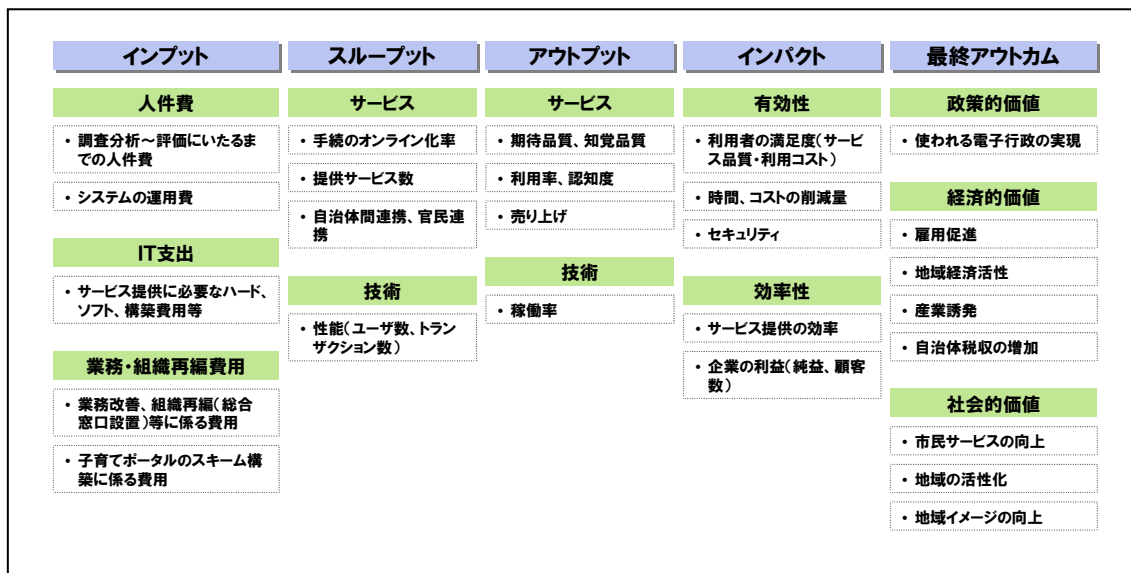 インプット
人件費
・ 調査分析～評価にいたるま
での人件費
・ システムの運用費
IT支出
・ サービス提供に必要なハード、
ソフト、構築費用等
業務・組織再編費用
・ 業務改善、組織再編(総合
窓口設置)等に係る費用
・ 子育てポータルのスキーム構
築に係る費用
スループット
サービス
・ 手続のオンライン化率
・ 提供サービス数
・ 自治体間連携、官民連
携
技術
・ 性能(ユーザ数、トラン
ザクション数)
アウトプット
サービス
・ 期待品質、知覚品質
・ 利用率、認知度
・ 売り上げ
技術
・ 稼働率
インパクト
有効性
・ 利用者の満足度(サービ
ス品質・利用コスト)
・ 時間、コストの削減量
・ セキュリティ
効率性
・ サービス提供の効率
・ 企業の利益(純益、顧客
数)
最終アウトカム
政策的価値
・ 使われる電子行政の実現
経済的価値
・ 雇用促進
・ 地域経済活性
・ 産業誘発
・ 自治体税収の増加
社会的価値
・ 市民サービスの向上
・ 地域の活性化
・ 地域イメージの向上